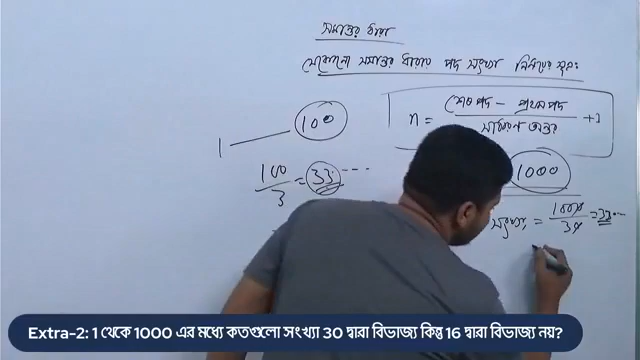 সমান্তর ধারা
যেকোনো সমান্তর ধারার পদ সংখ্যা নির্ণয়ের সূত্র:
n = শেষ পদ - প্রথম পদ / সাধারণ অন্তর +1
1 100
100/3 = 33...
1000
সংখ্যা = 1000/30 = 33...
Extra-2: 1 থেকে 1000 এর মধ্যে কতগুলো সংখ্যা 30 দ্বারা বিভাজ্য কিন্তু 16 দ্বারা বিভাজ্য নয়?